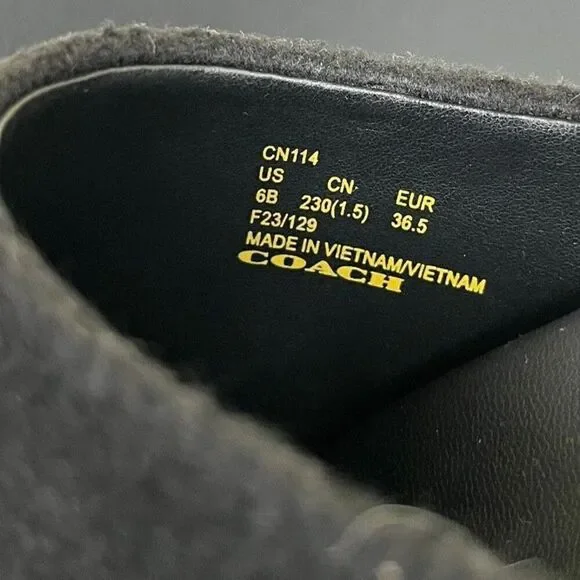 CN114
US CN EUR
6B 230(1.5) 36.5
F23/129
MADE IN VIETNAM/VIETNAM
COACH